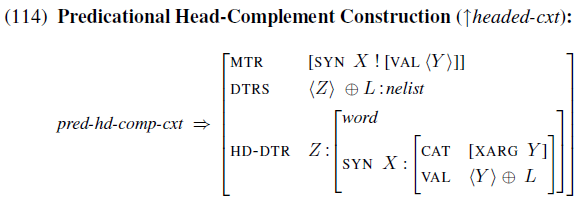 (114) Predicational Head-Complement Construction (↑headed-cxt):
MTR [SYN X ! [VAL ⟨Y⟩]]
DTRS ⟨Z⟩ ⊕ L : nelist
pred-hd-comp-cxt ⇒
word
HD-DTR Z :
SYN X :
CAT [XARG Y]
VAL ⟨Y⟩ ⊕ L